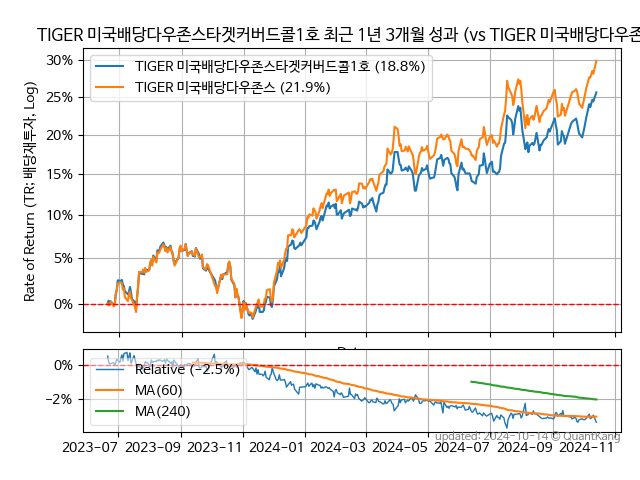 TIGER 미국배당다우존스타겟커버드콜1호 최근 1년 3개월 성과 (vs TIGER 미국배당다우존
Rate of Return (TR: 배당재투자, Log)
30%
25%
20%
15%
10%
5%
0%
TIGER 미국배당다우존스타겟커버드콜1호 (18.8%)
TIGER 미국배당다우존스 (21.9%)
0%
−2%
Relative (−2.5%)
MA(60)
MA(240)
updated: 2024-10-14 © QuantKang
2023-07 2023-09 2023-11 2024-01 2024-03 2024-05 2024-07 2024-09 2024-11